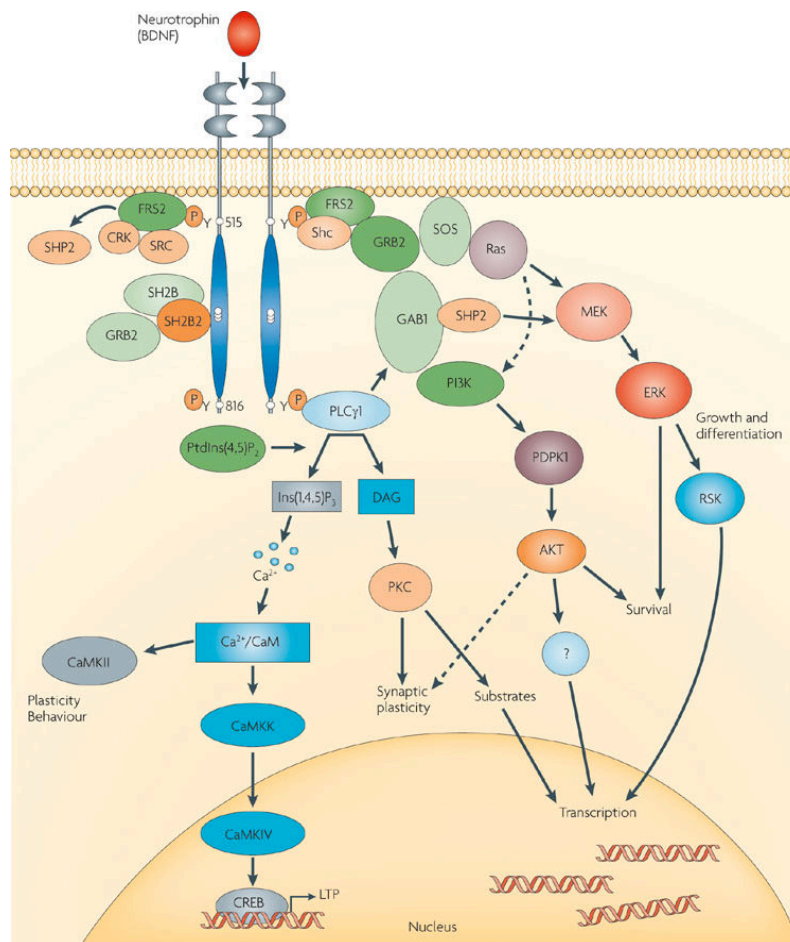 Neurotrophin
(BDNF)
FRS2
P
Y
515
P
Y
FRS2
Shc
GRB2
SOS
Ras
SHP2
CRK
SRC
SH2B
SH2B2
GRB2
GAB1
SHP2
MEK
PI3K
ERK
P
Y
816
P
Y
PLCγ1
Growth and
differentiation
PtdIns(4,5)P₂
PDPK1
RSK
Ins(1,4,5)P₃
DAG
AKT
Ca²⁺
PKC
Survival
Ca²⁺/CaM
?
CaMKII
Plasticity
Behaviour
Synaptic
plasticity
Substrates
CaMKK
Transcription
CaMKIV
CREB
LTP
Nucleus